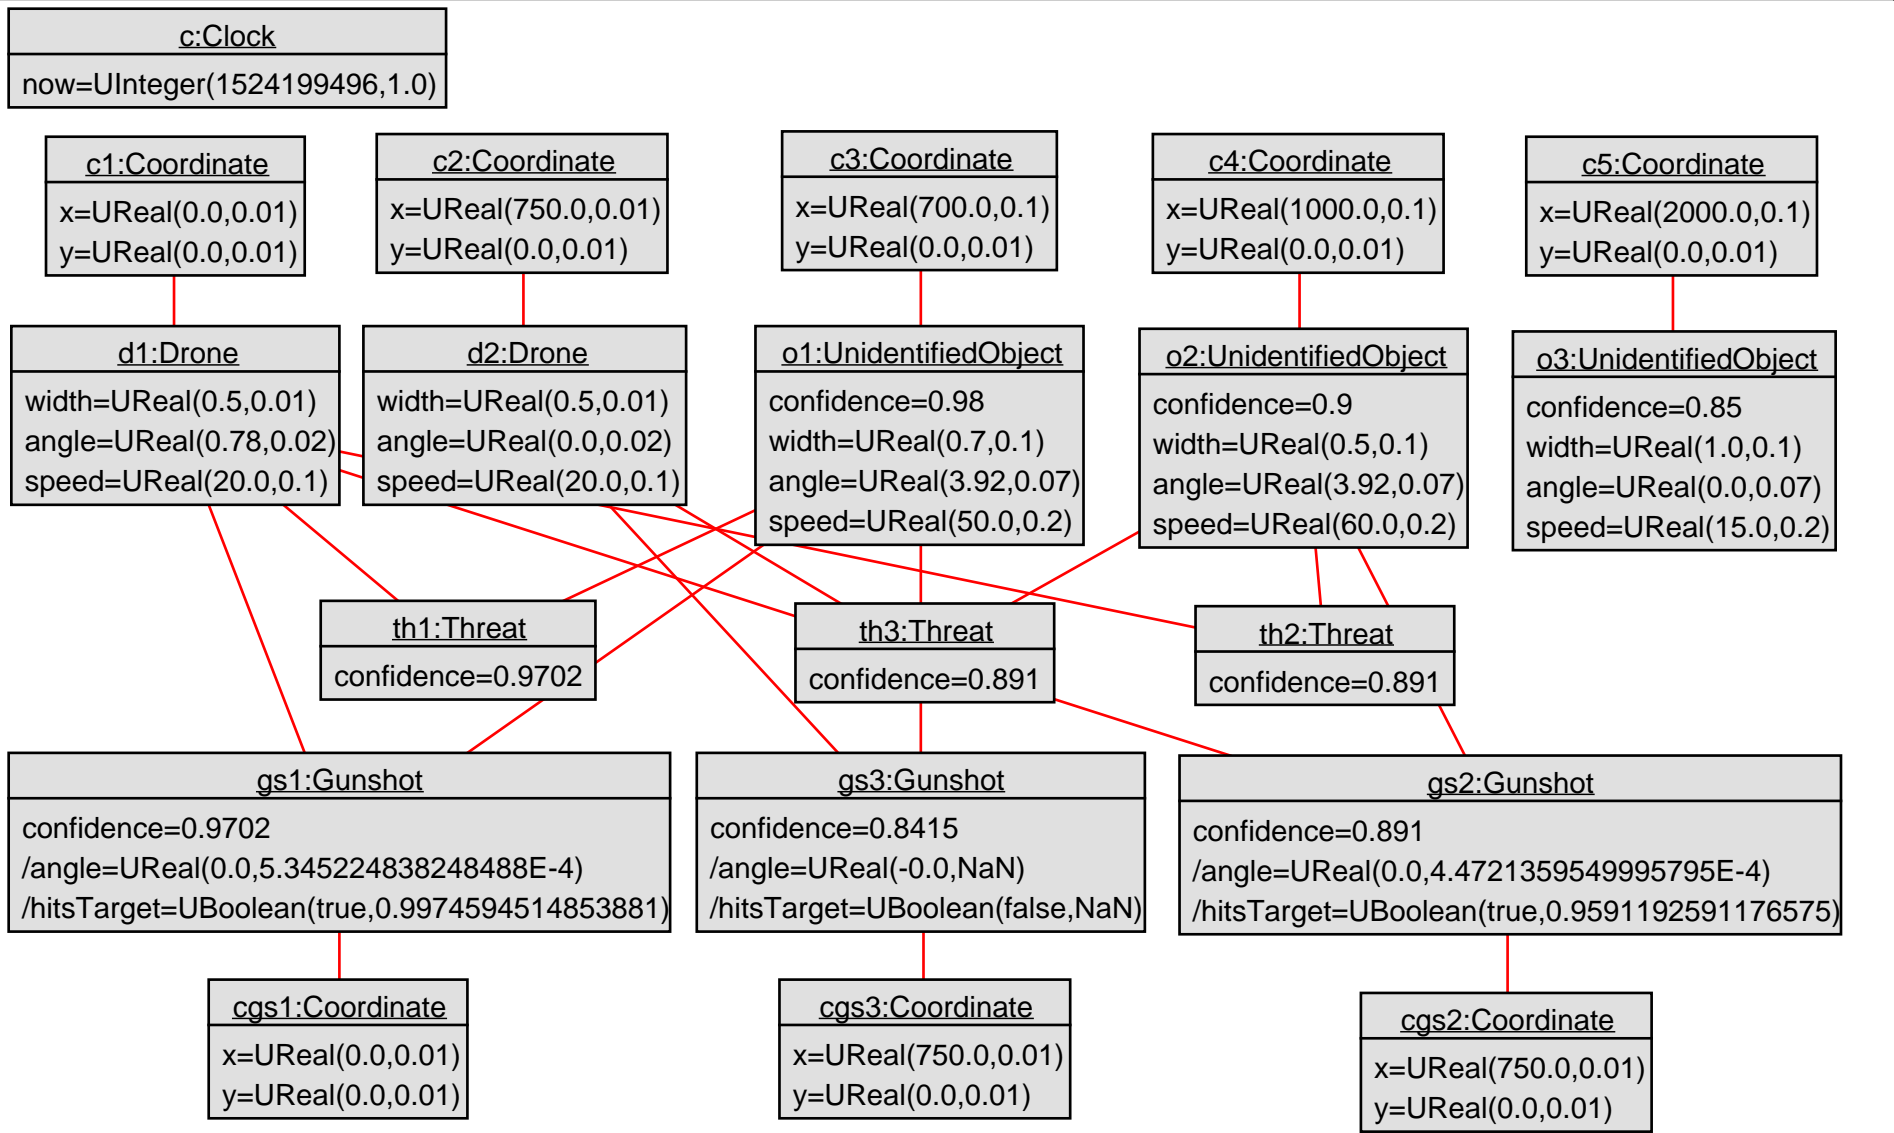 c:Clock
now=UInteger(1524199496,1.0)
c1:Coordinate
x=UReal(0.0,0.01)
y=UReal(0.0,0.01)
c2:Coordinate
x=UReal(750.0,0.01)
y=UReal(0.0,0.01)
c3:Coordinate
x=UReal(700.0,0.1)
y=UReal(0.0,0.01)
c4:Coordinate
x=UReal(1000.0,0.1)
y=UReal(0.0,0.01)
c5:Coordinate
x=UReal(2000.0,0.1)
y=UReal(0.0,0.01)
d1:Drone
width=UReal(0.5,0.01)
angle=UReal(0.78,0.02)
speed=UReal(20.0,0.1)
d2:Drone
width=UReal(0.5,0.01)
angle=UReal(0.0,0.02)
speed=UReal(20.0,0.1)
o1:UnidentifiedObject
confidence=0.98
width=UReal(0.7,0.1)
angle=UReal(3.92,0.07)
speed=UReal(50.0,0.2)
o2:UnidentifiedObject
confidence=0.9
width=UReal(0.5,0.1)
angle=UReal(3.92,0.07)
speed=UReal(60.0,0.2)
o3:UnidentifiedObject
confidence=0.85
width=UReal(1.0,0.1)
angle=UReal(0.0,0.07)
speed=UReal(15.0,0.2)
th1:Threat
confidence=0.9702
th3:Threat
confidence=0.891
th2:Threat
confidence=0.891
gs1:Gunshot
confidence=0.9702
/angle=UReal(0.0,5.345224838248488E-4)
/hitsTarget=UBoolean(true,0.9974594514853881)
gs3:Gunshot
confidence=0.8415
/angle=UReal(-0.0,NaN)
/hitsTarget=UBoolean(false,NaN)
gs2:Gunshot
confidence=0.891
/angle=UReal(0.0,4.4721359549995795E-4)
/hitsTarget=UBoolean(true,0.9591192591176575)
cgs1:Coordinate
x=UReal(0.0,0.01)
y=UReal(0.0,0.01)
cgs3:Coordinate
x=UReal(750.0,0.01)
y=UReal(0.0,0.01)
cgs2:Coordinate
x=UReal(750.0,0.01)
y=UReal(0.0,0.01)